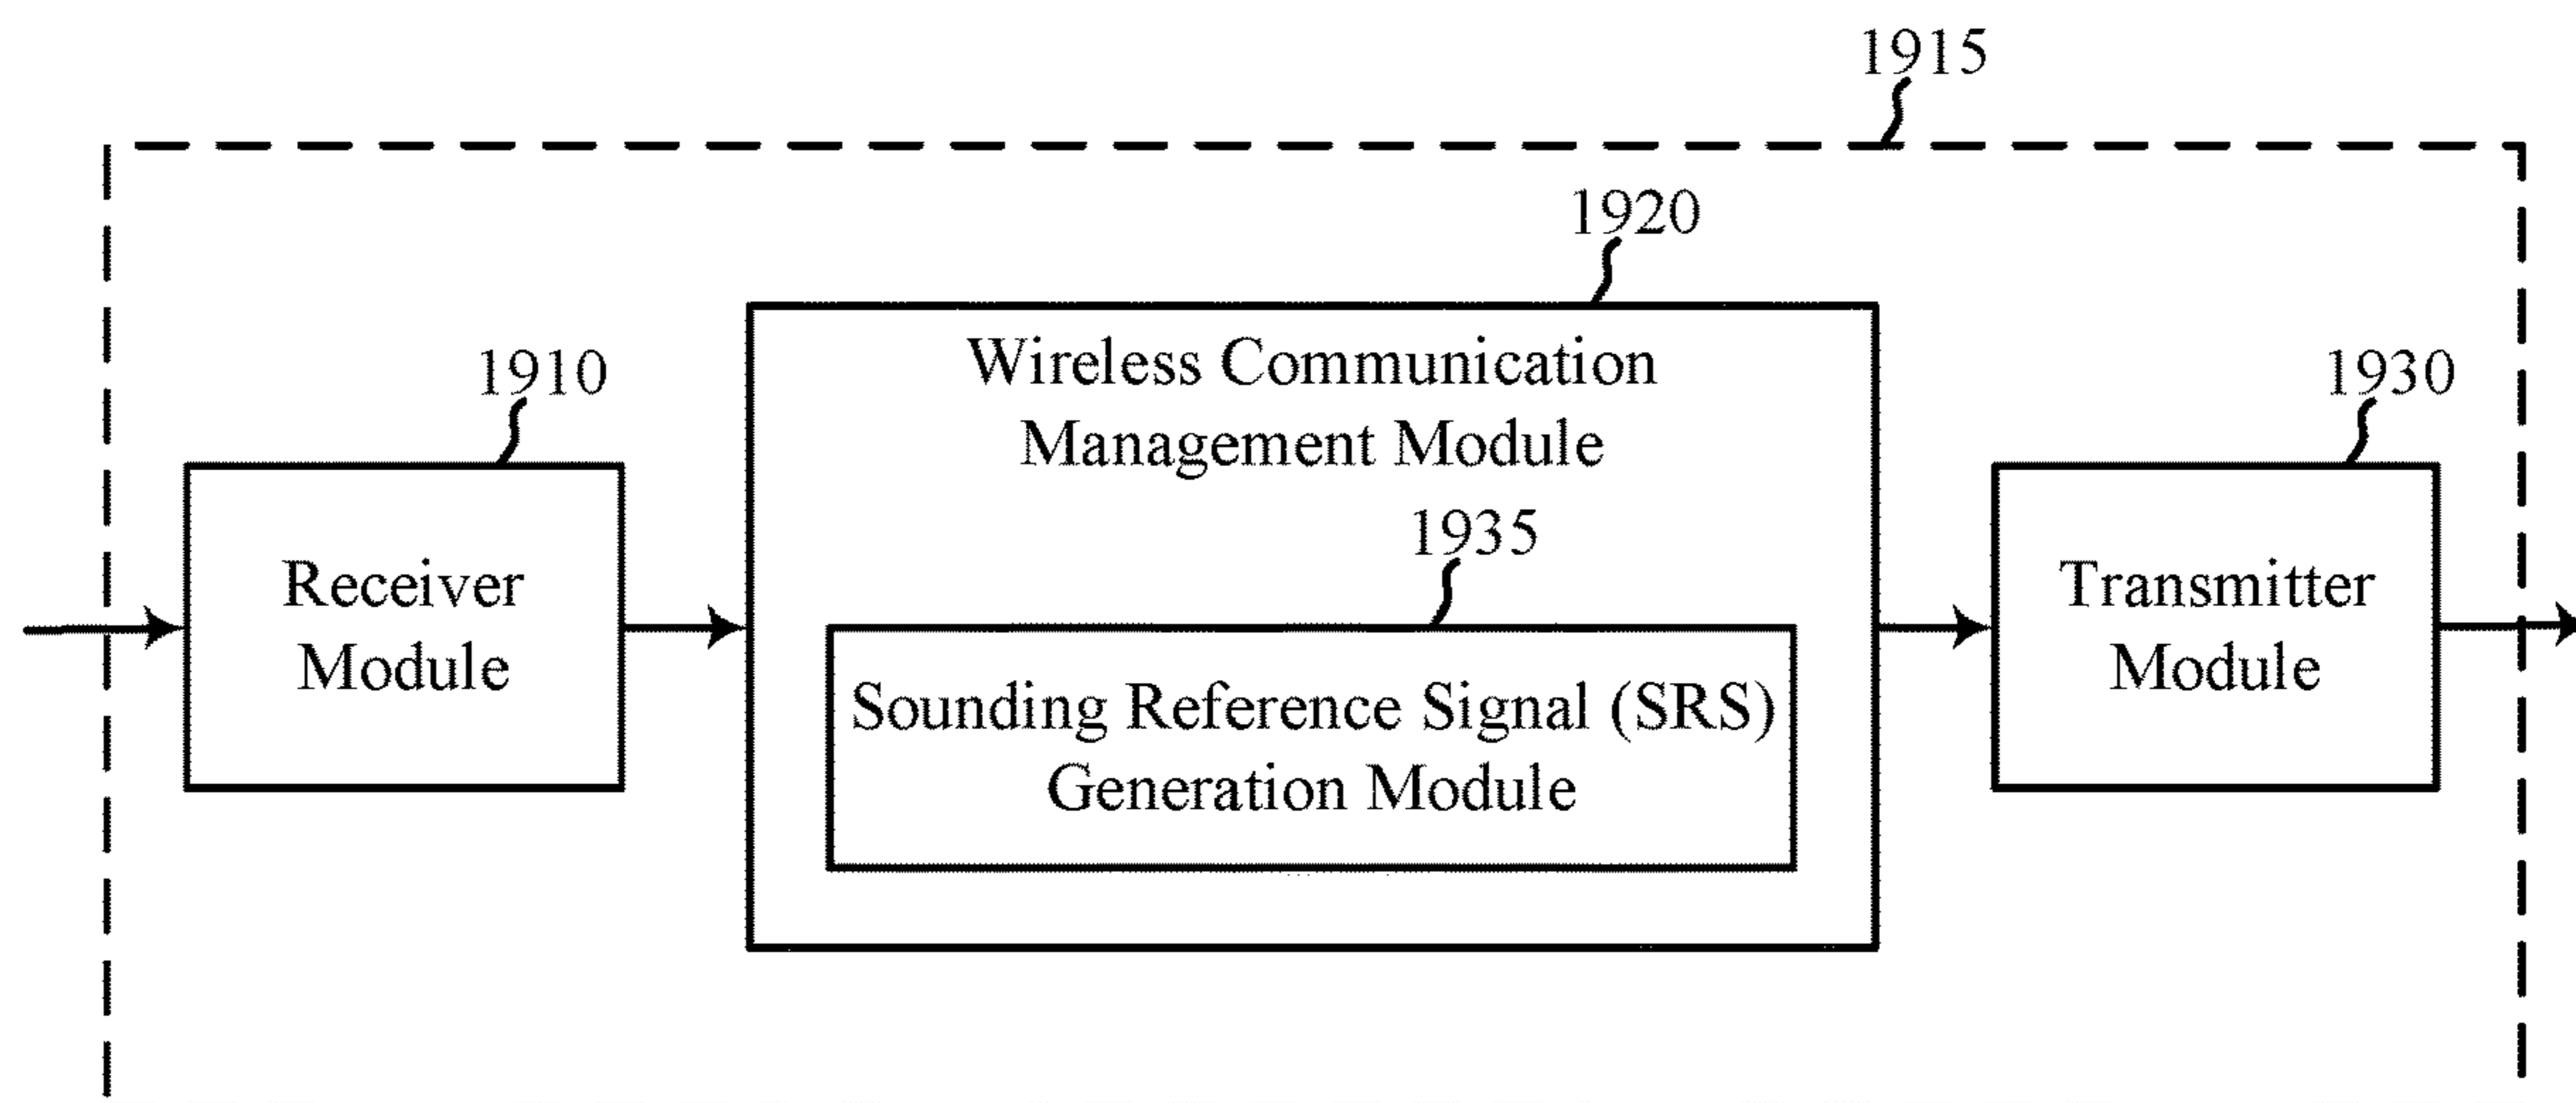 1915
1920
Wireless Communication
Management Module
1910
1930
1935
Receiver
Module
Transmitter
Module
Sounding Reference Signal (SRS)
Generation Module